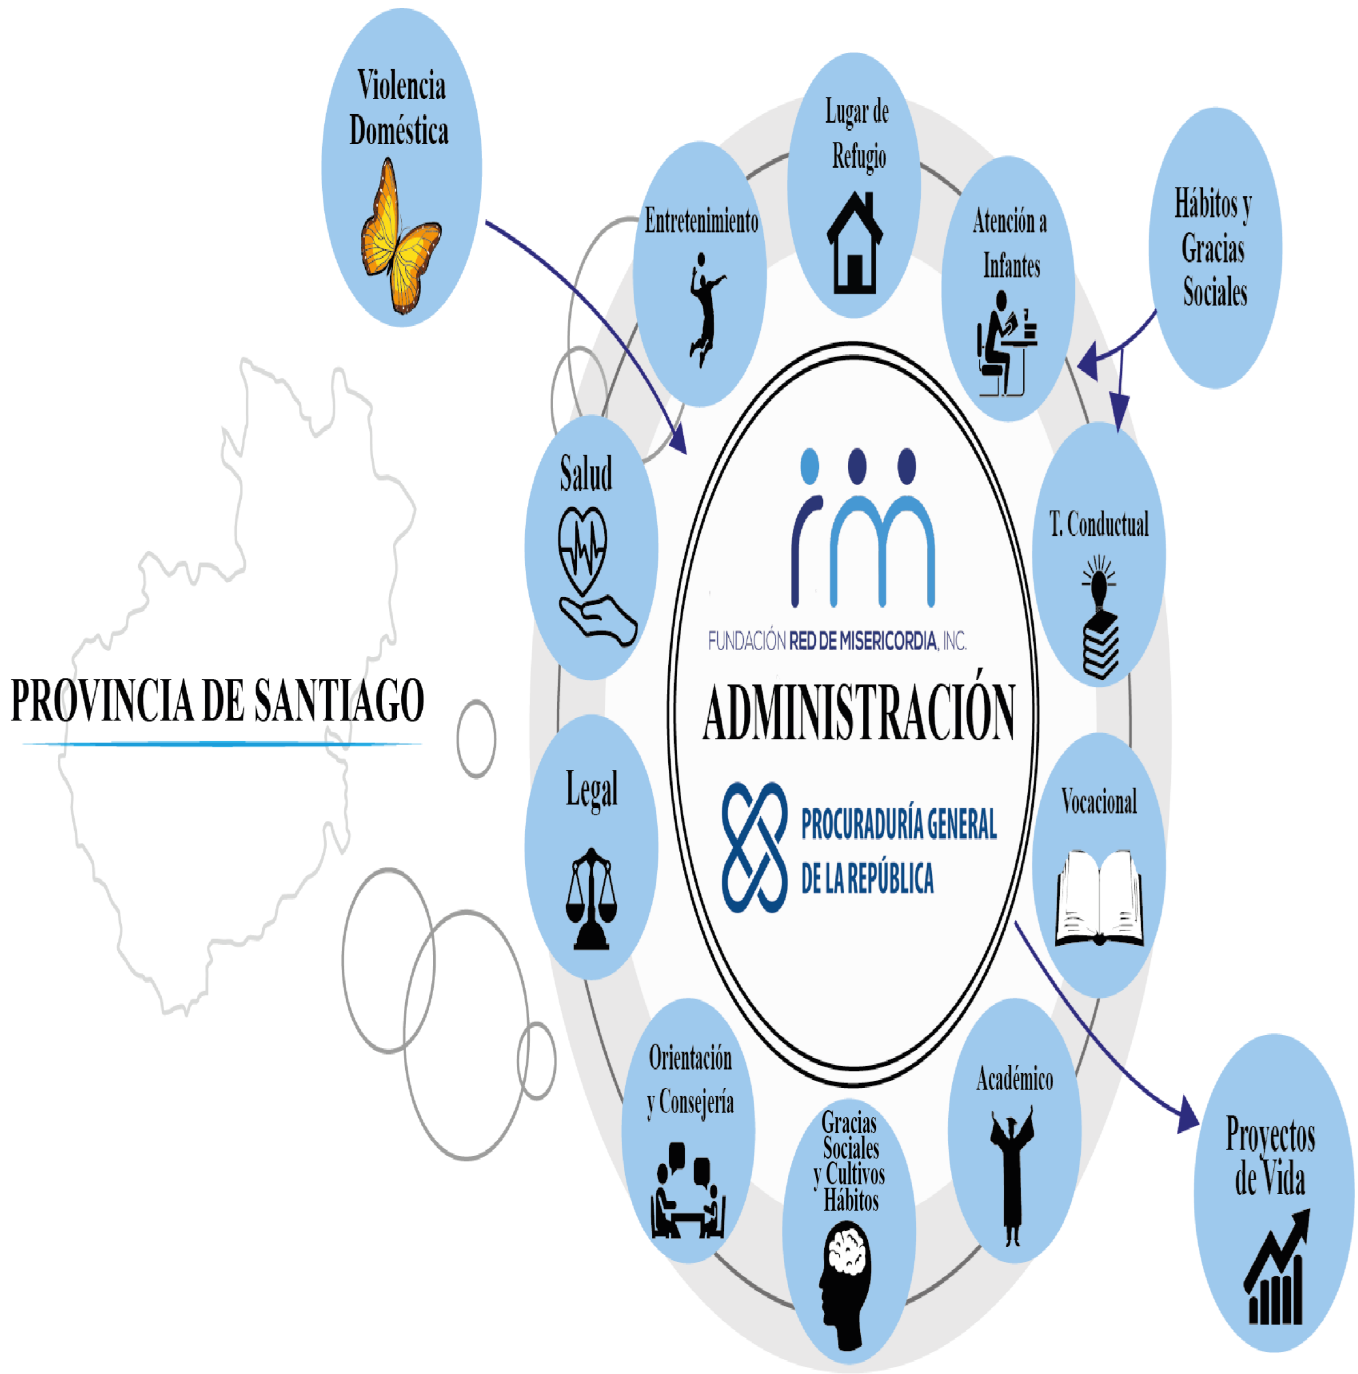 Violencia
Doméstica
Lugar de
Refugio
Entretenimiento
Atención a
Infantes
Hábitos y
Gracias
Sociales
Salud
T. Conductual
FUNDACIÓN RED DE MISERICORDIA, INC.
PROVINCIA DE SANTIAGO
ADMINISTRACIÓN
Legal
Vocacional
PROCURADURÍA GENERAL
DE LA REPÚBLICA
Orientación
y Consejería
Académico
Gracias
Sociales
y Cultivos
Hábitos
Proyectos
de Vida